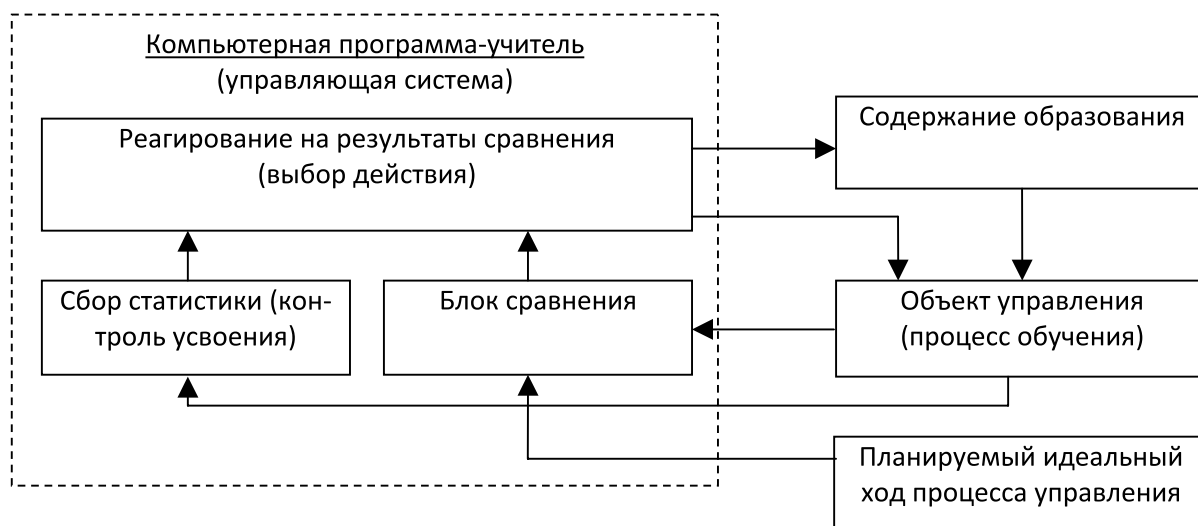 Компьютерная программа-учитель
(управляющая система)
Реагирование на результаты сравнения
(выбор действия)
Содержание образования
Сбор статистики (кон-
троль усвоения)
Блок сравнения
Объект управления
(процесс обучения)
Планируемый идеальный
ход процесса управления